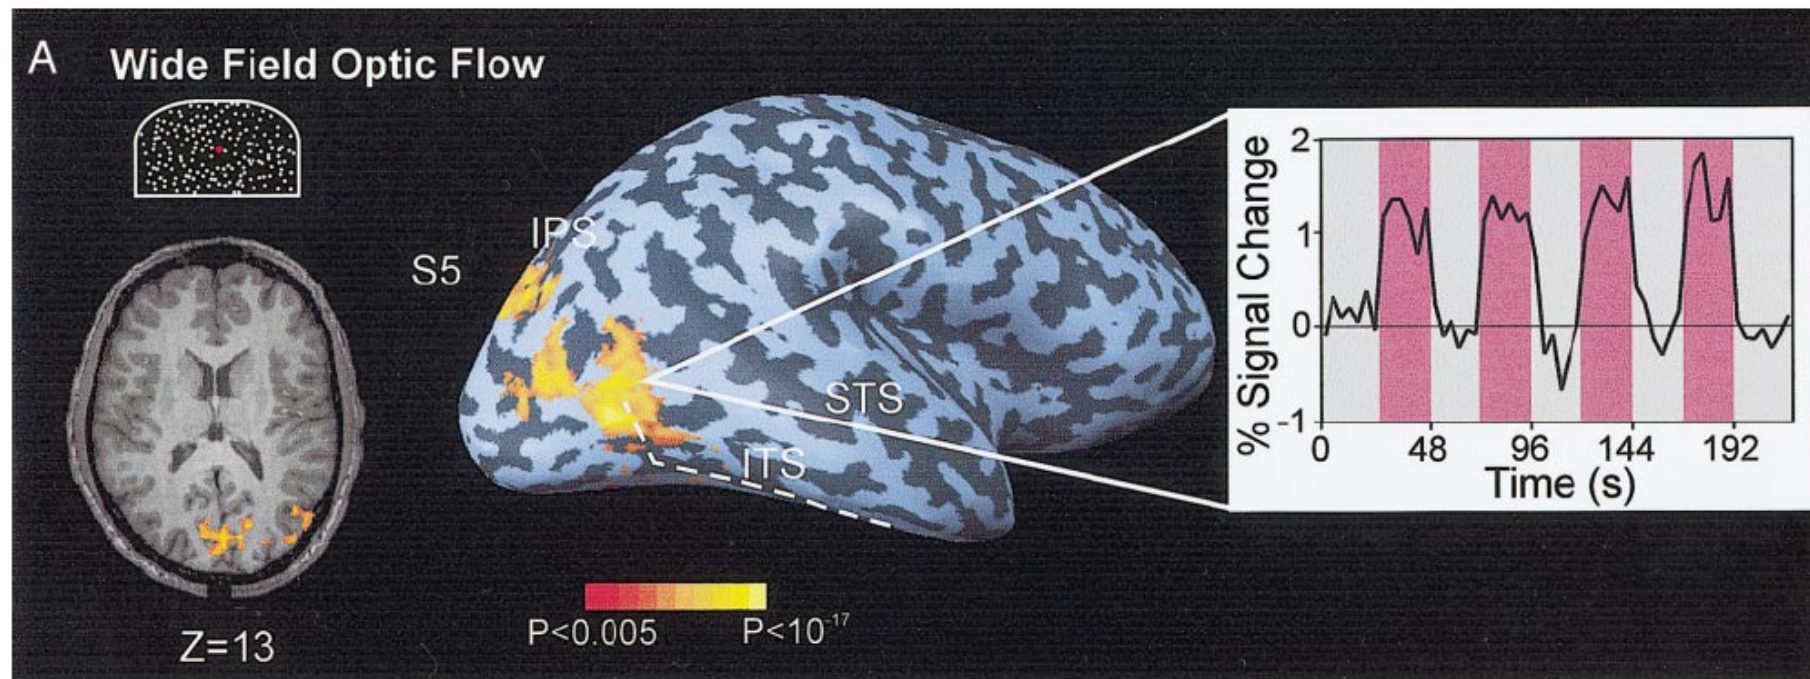 A
Wide Field Optic Flow
IPS
S5
STS
ITS
Z=13
P<0.005
P<10⁻¹⁷
% Signal Change
2
1
0
-1
0 48 96 144 192
Time (s)